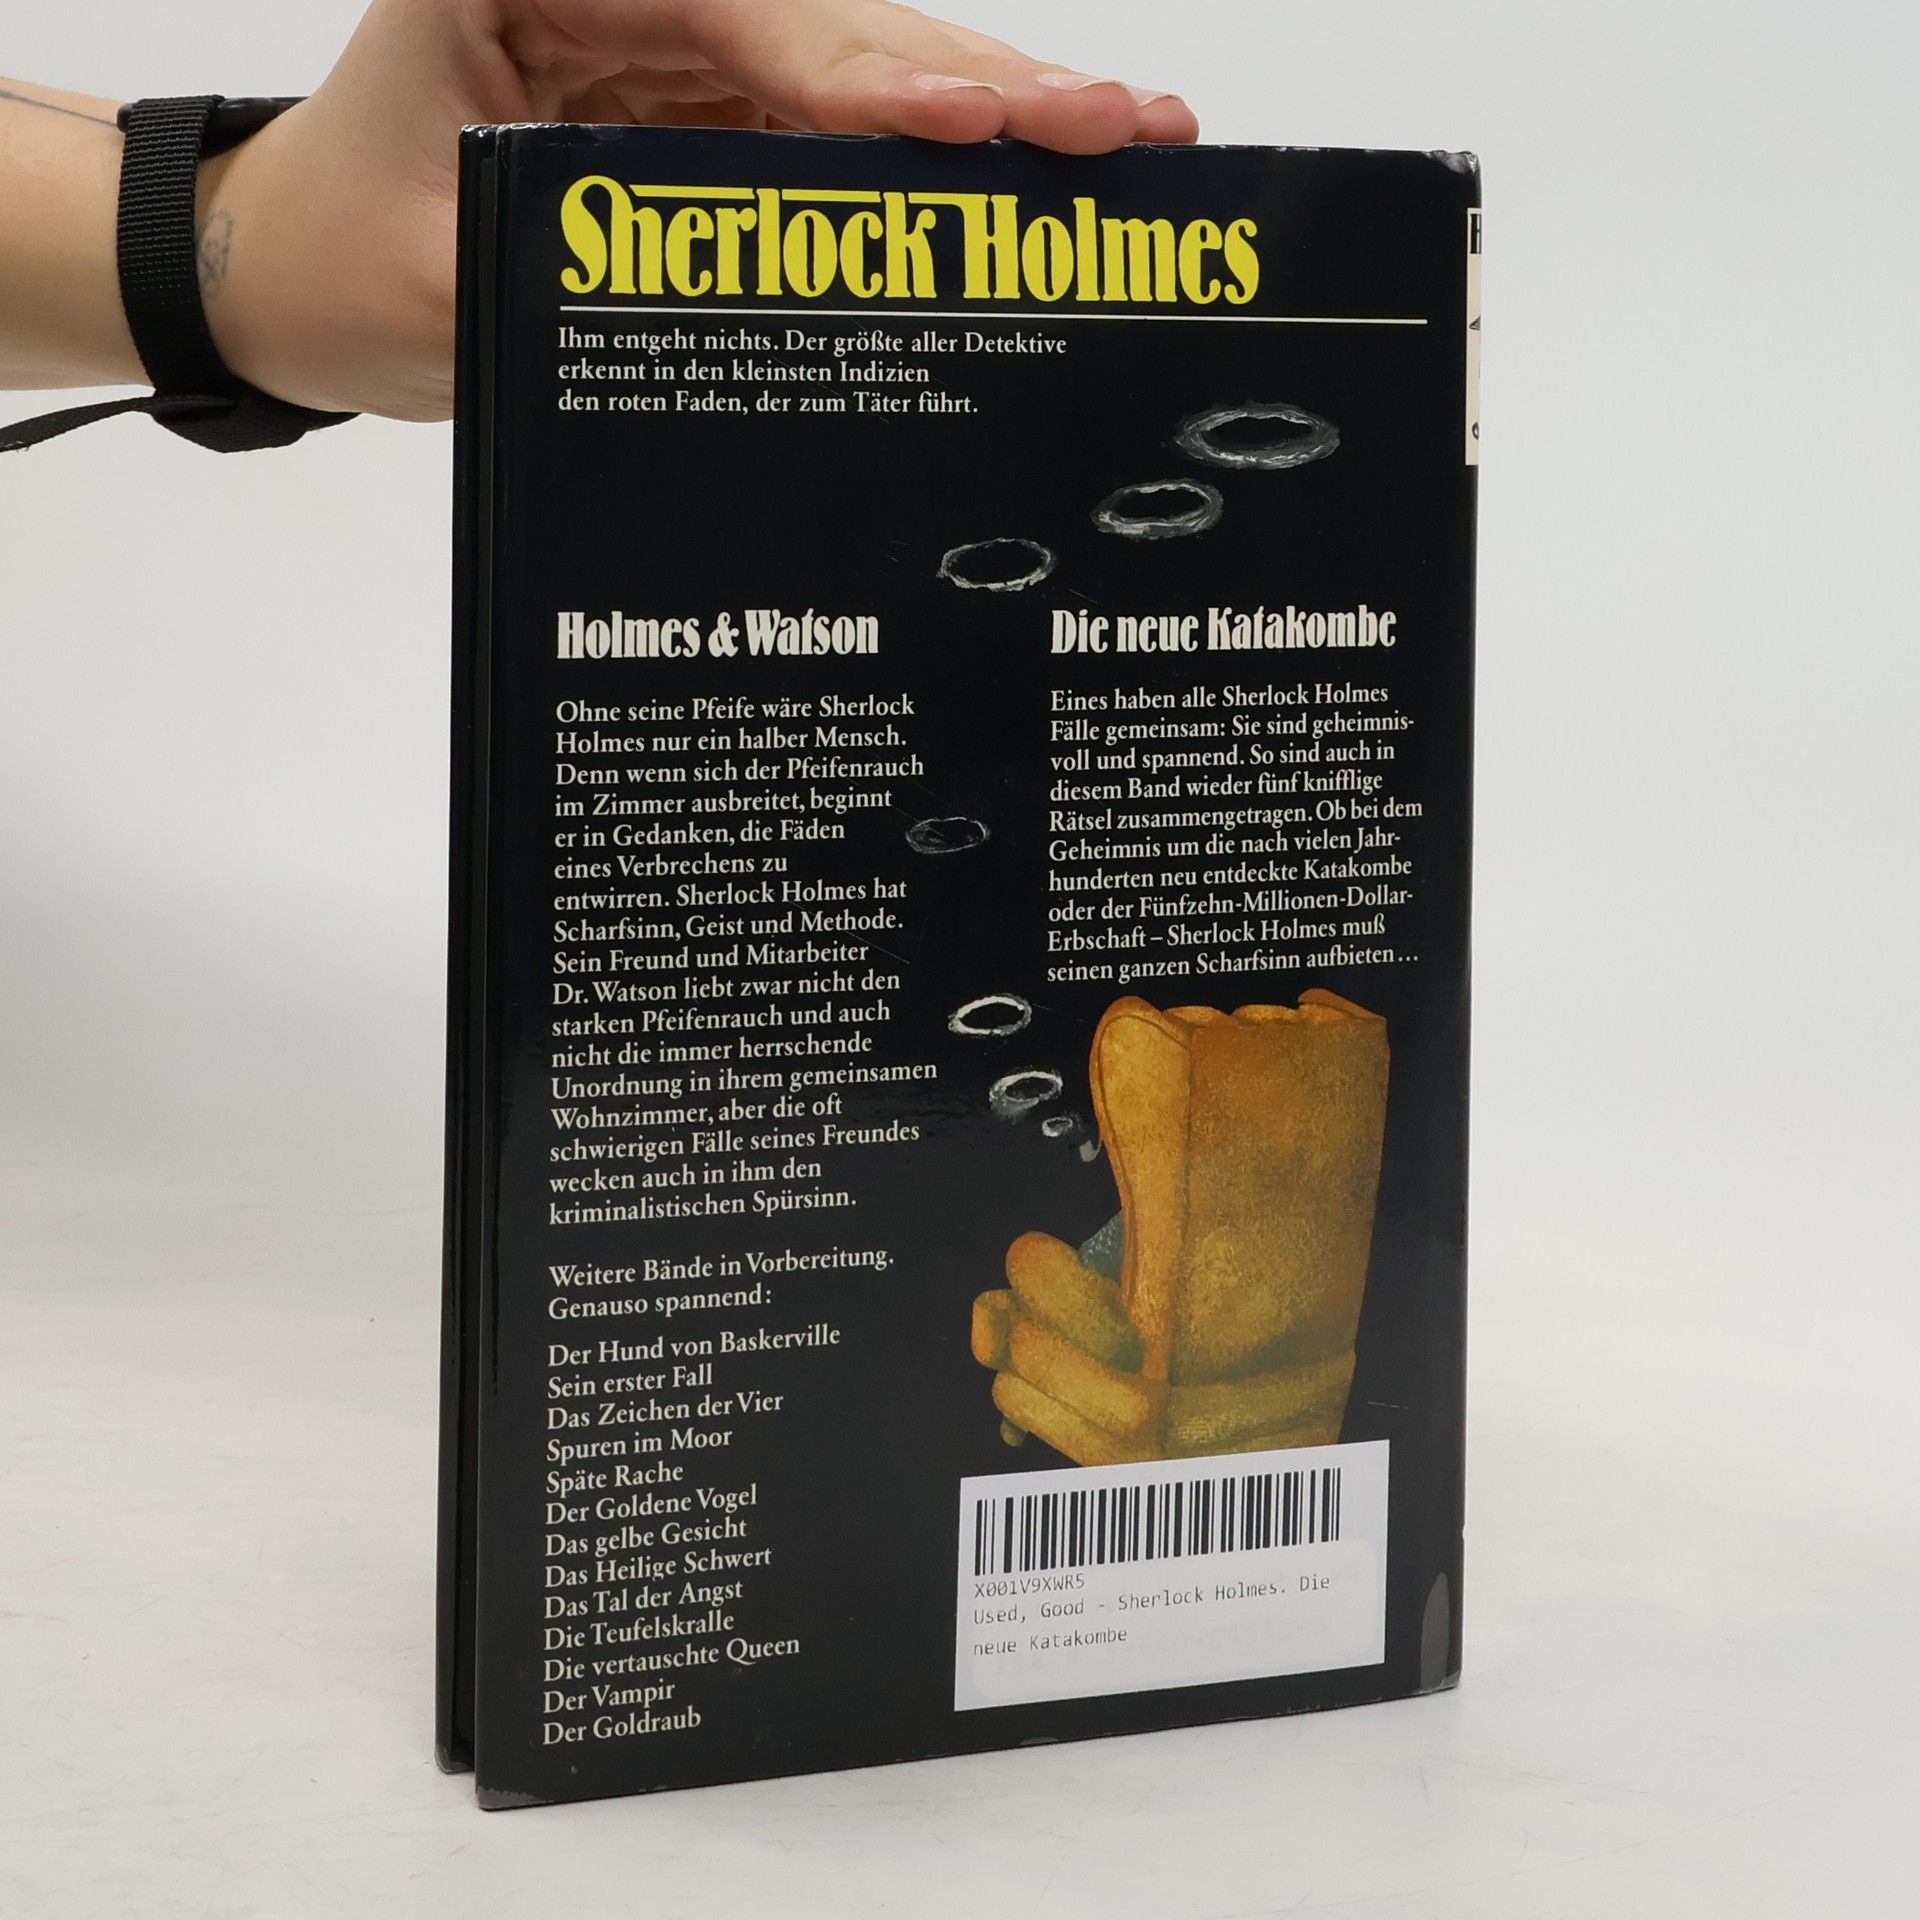 Sherlock Holmes
Ihm entgeht nichts. Der größte aller Detektive
erkennt in den kleinsten Indizien
den roten Faden, der zum Täter führt.
Holmes & Watson
Ohne seine Pfeife wäre Sherlock
Holmes nur ein halber Mensch.
Denn wenn sich der Pfeifenrauch
im Zimmer ausbreitet, beginnt
er in Gedanken, die Fäden
eines Verbrechens zu
entwirren. Sherlock Holmes hat
Scharfsinn, Geist und Methode.
Sein Freund und Mitarbeiter
Dr. Watson liebt zwar nicht den
starken Pfeifenrauch und auch
nicht die immer herrschende
Unordnung in ihrem gemeinsamen
Wohnzimmer, aber die oft
schwierigen Fälle seines Freundes
wecken auch in ihm den
kriminalistischen Spürsinn.
Weitere Bände in Vorbereitung.
Genauso spannend:
Der Hund von Baskerville
Sein erster Fall
Das Zeichen der Vier
Spuren im Moor
Späte Rache
Der Goldene Vogel
Das gelbe Gesicht
Das Heilige Schwert
Das Tal der Angst
Die Teufelskralle
Die vertauschte Queen
Der Vampir
Der Goldraub
Die neue Katakombe
Eines haben alle Sherlock Holmes
Fälle gemeinsam: Sie sind geheimnis-
voll und spannend. So sind auch in
diesem Band wieder fünf knifflige
Rätsel zusammengetragen. Ob bei dem
Geheimnis um die nach vielen Jahr-
hunderten neu entdeckte Katakombe
oder der Fünfzehn-Millionen-Dollar-
Erbschaft – Sherlock Holmes muß
seinen ganzen Scharfsinn aufbieten...
X001V9XWR5
Used, Good - Sherlock Holmes. Die
neue Katakombe